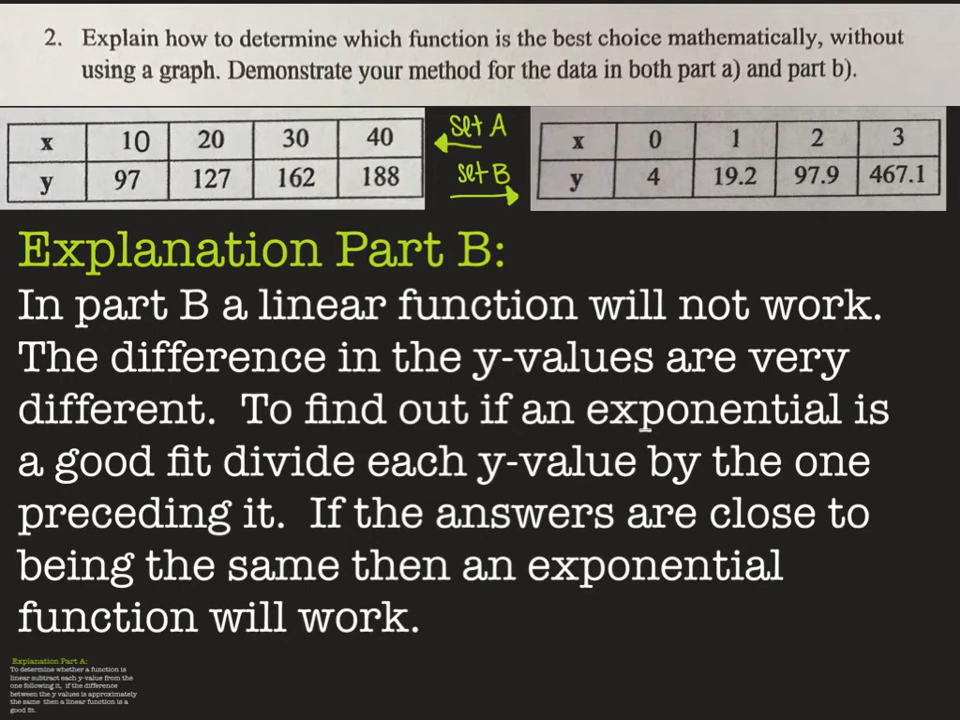 2. Explain how to determine which function is the best choice mathematically, without
using a graph. Demonstrate your method for the data in both part a) and part b).
x 10 20 30 40
y 97 127 162 188
set A
set B
x 0 1 2 3
y 4 19.2 97.9 467.1
Explanation Part B:
In part B a linear function will not work.
The difference in the y-values are very
different. To find out if an exponential is
a good fit divide each y-value by the one
preceding it. If the answers are close to
being the same then an exponential
function will work.
Explanation Part A:
To determine whether a function is
linear subtract each y-value from the
one following it, if the difference
between the y values is approximately
the same then a linear function is a
good fit.